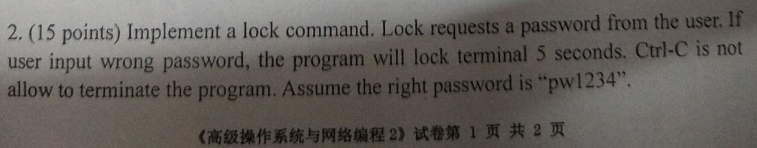 2. (15 points) Implement a lock command. Lock requests a password from the user. If
user input wrong password, the program will lock terminal 5 seconds. Ctrl-C is not
allow to terminate the program. Assume the right password is “pw1234”.
《高级操作系统与网络编程 2》试卷第 1 页 共 2 页